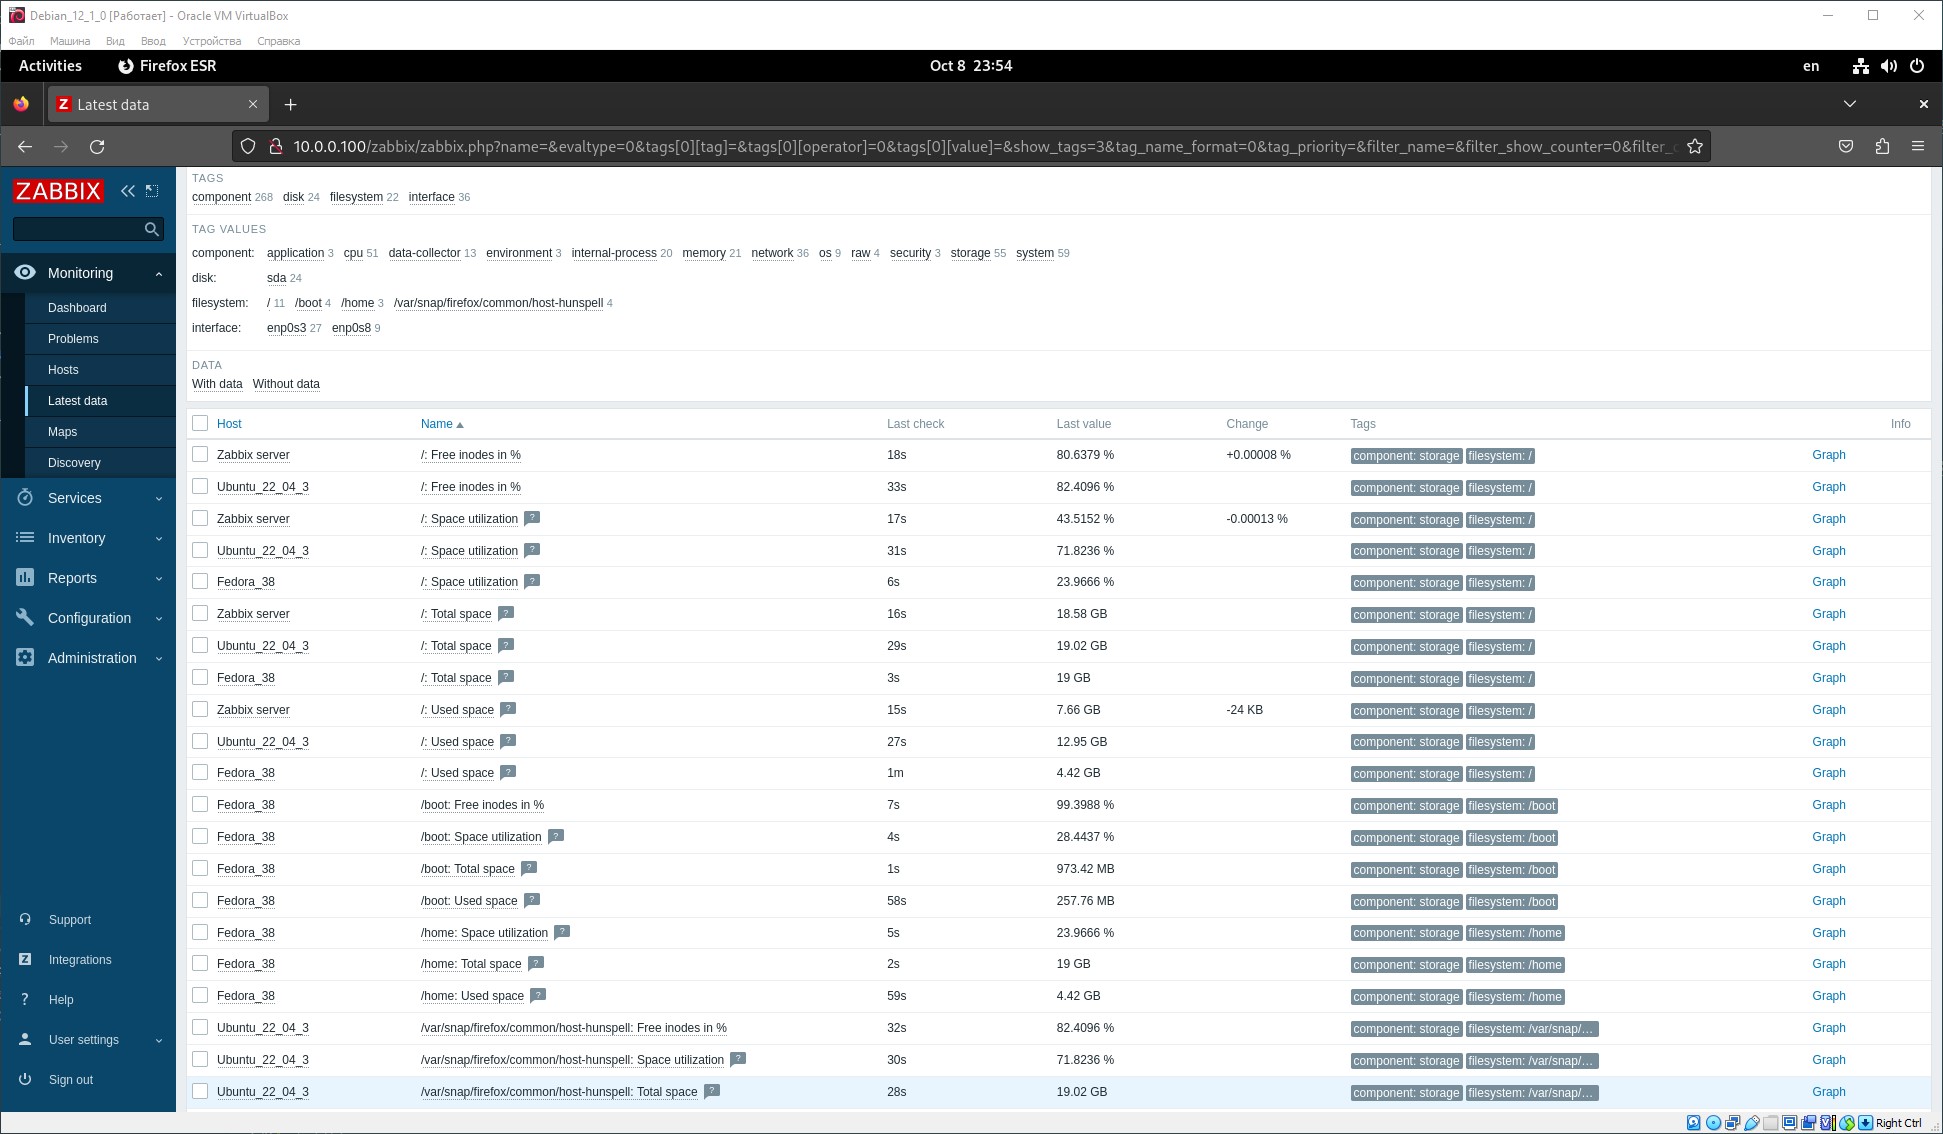 Debian_12_1_0 [Работает] - Oracle VM VirtualBox
Файл Машина Вид Ввод Устройства Справка
Activities Firefox ESR Oct 8 23:54 en
Z Latest data
10.0.0.100/zabbix/zabbix.php?name=&evaltype=0&tags[0][tag]=&tags[0][operator]=0&tags[0][value]=&show_tags=3&tag_name_format=0&tag_priority=&filter_name=&filter_show_counter=0&filter_
ZABBIX
Monitoring
Dashboard
Problems
Hosts
Latest data
Maps
Discovery
Services
Inventory
Reports
Configuration
Administration
Support
Z Integrations
? Help
User settings
Sign out
TAGS
component 268 disk 24 filesystem 22 interface 36
TAG VALUES
component: application 3 cpu 51 data-collector 13 environment 3 internal-process 20 memory 21 network 36 os 9 raw 4 security 3 storage 55 system 59
disk: sda 24
filesystem: / 11 /boot 4 /home 3 /var/snap/firefox/common/host-hunspell 4
interface: enp0s3 27 enp0s8 9
DATA
With data Without data
Host Name Last check Last value Change Tags Info
Zabbix server /: Free inodes in % 18s 80.6379 % +0.00008 % component: storage filesystem: / Graph
Ubuntu_22_04_3 /: Free inodes in % 33s 82.4096 % component: storage filesystem: / Graph
Zabbix server /: Space utilization ? 17s 43.5152 % -0.00013 % component: storage filesystem: / Graph
Ubuntu_22_04_3 /: Space utilization ? 31s 71.8236 % component: storage filesystem: / Graph
Fedora_38 /: Space utilization ? 6s 23.9666 % component: storage filesystem: / Graph
Zabbix server /: Total space ? 16s 18.58 GB component: storage filesystem: / Graph
Ubuntu_22_04_3 /: Total space ? 29s 19.02 GB component: storage filesystem: / Graph
Fedora_38 /: Total space ? 3s 19 GB component: storage filesystem: / Graph
Zabbix server /: Used space ? 15s 7.66 GB -24 KB component: storage filesystem: / Graph
Ubuntu_22_04_3 /: Used space ? 27s 12.95 GB component: storage filesystem: / Graph
Fedora_38 /: Used space ? 1m 4.42 GB component: storage filesystem: / Graph
Fedora_38 /boot: Free inodes in % 7s 99.3988 % component: storage filesystem: /boot Graph
Fedora_38 /boot: Space utilization ? 4s 28.4437 % component: storage filesystem: /boot Graph
Fedora_38 /boot: Total space ? 1s 973.42 MB component: storage filesystem: /boot Graph
Fedora_38 /boot: Used space ? 58s 257.76 MB component: storage filesystem: /boot Graph
Fedora_38 /home: Space utilization ? 5s 23.9666 % component: storage filesystem: /home Graph
Fedora_38 /home: Total space ? 2s 19 GB component: storage filesystem: /home Graph
Fedora_38 /home: Used space ? 59s 4.42 GB component: storage filesystem: /home Graph
Ubuntu_22_04_3 /var/snap/firefox/common/host-hunspell: Free inodes in % 32s 82.4096 % component: storage filesystem: /var/snap/... Graph
Ubuntu_22_04_3 /var/snap/firefox/common/host-hunspell: Space utilization ? 30s 71.8236 % component: storage filesystem: /var/snap/... Graph
Ubuntu_22_04_3 /var/snap/firefox/common/host-hunspell: Total space ? 28s 19.02 GB component: storage filesystem: /var/snap/... Graph
Right Ctrl